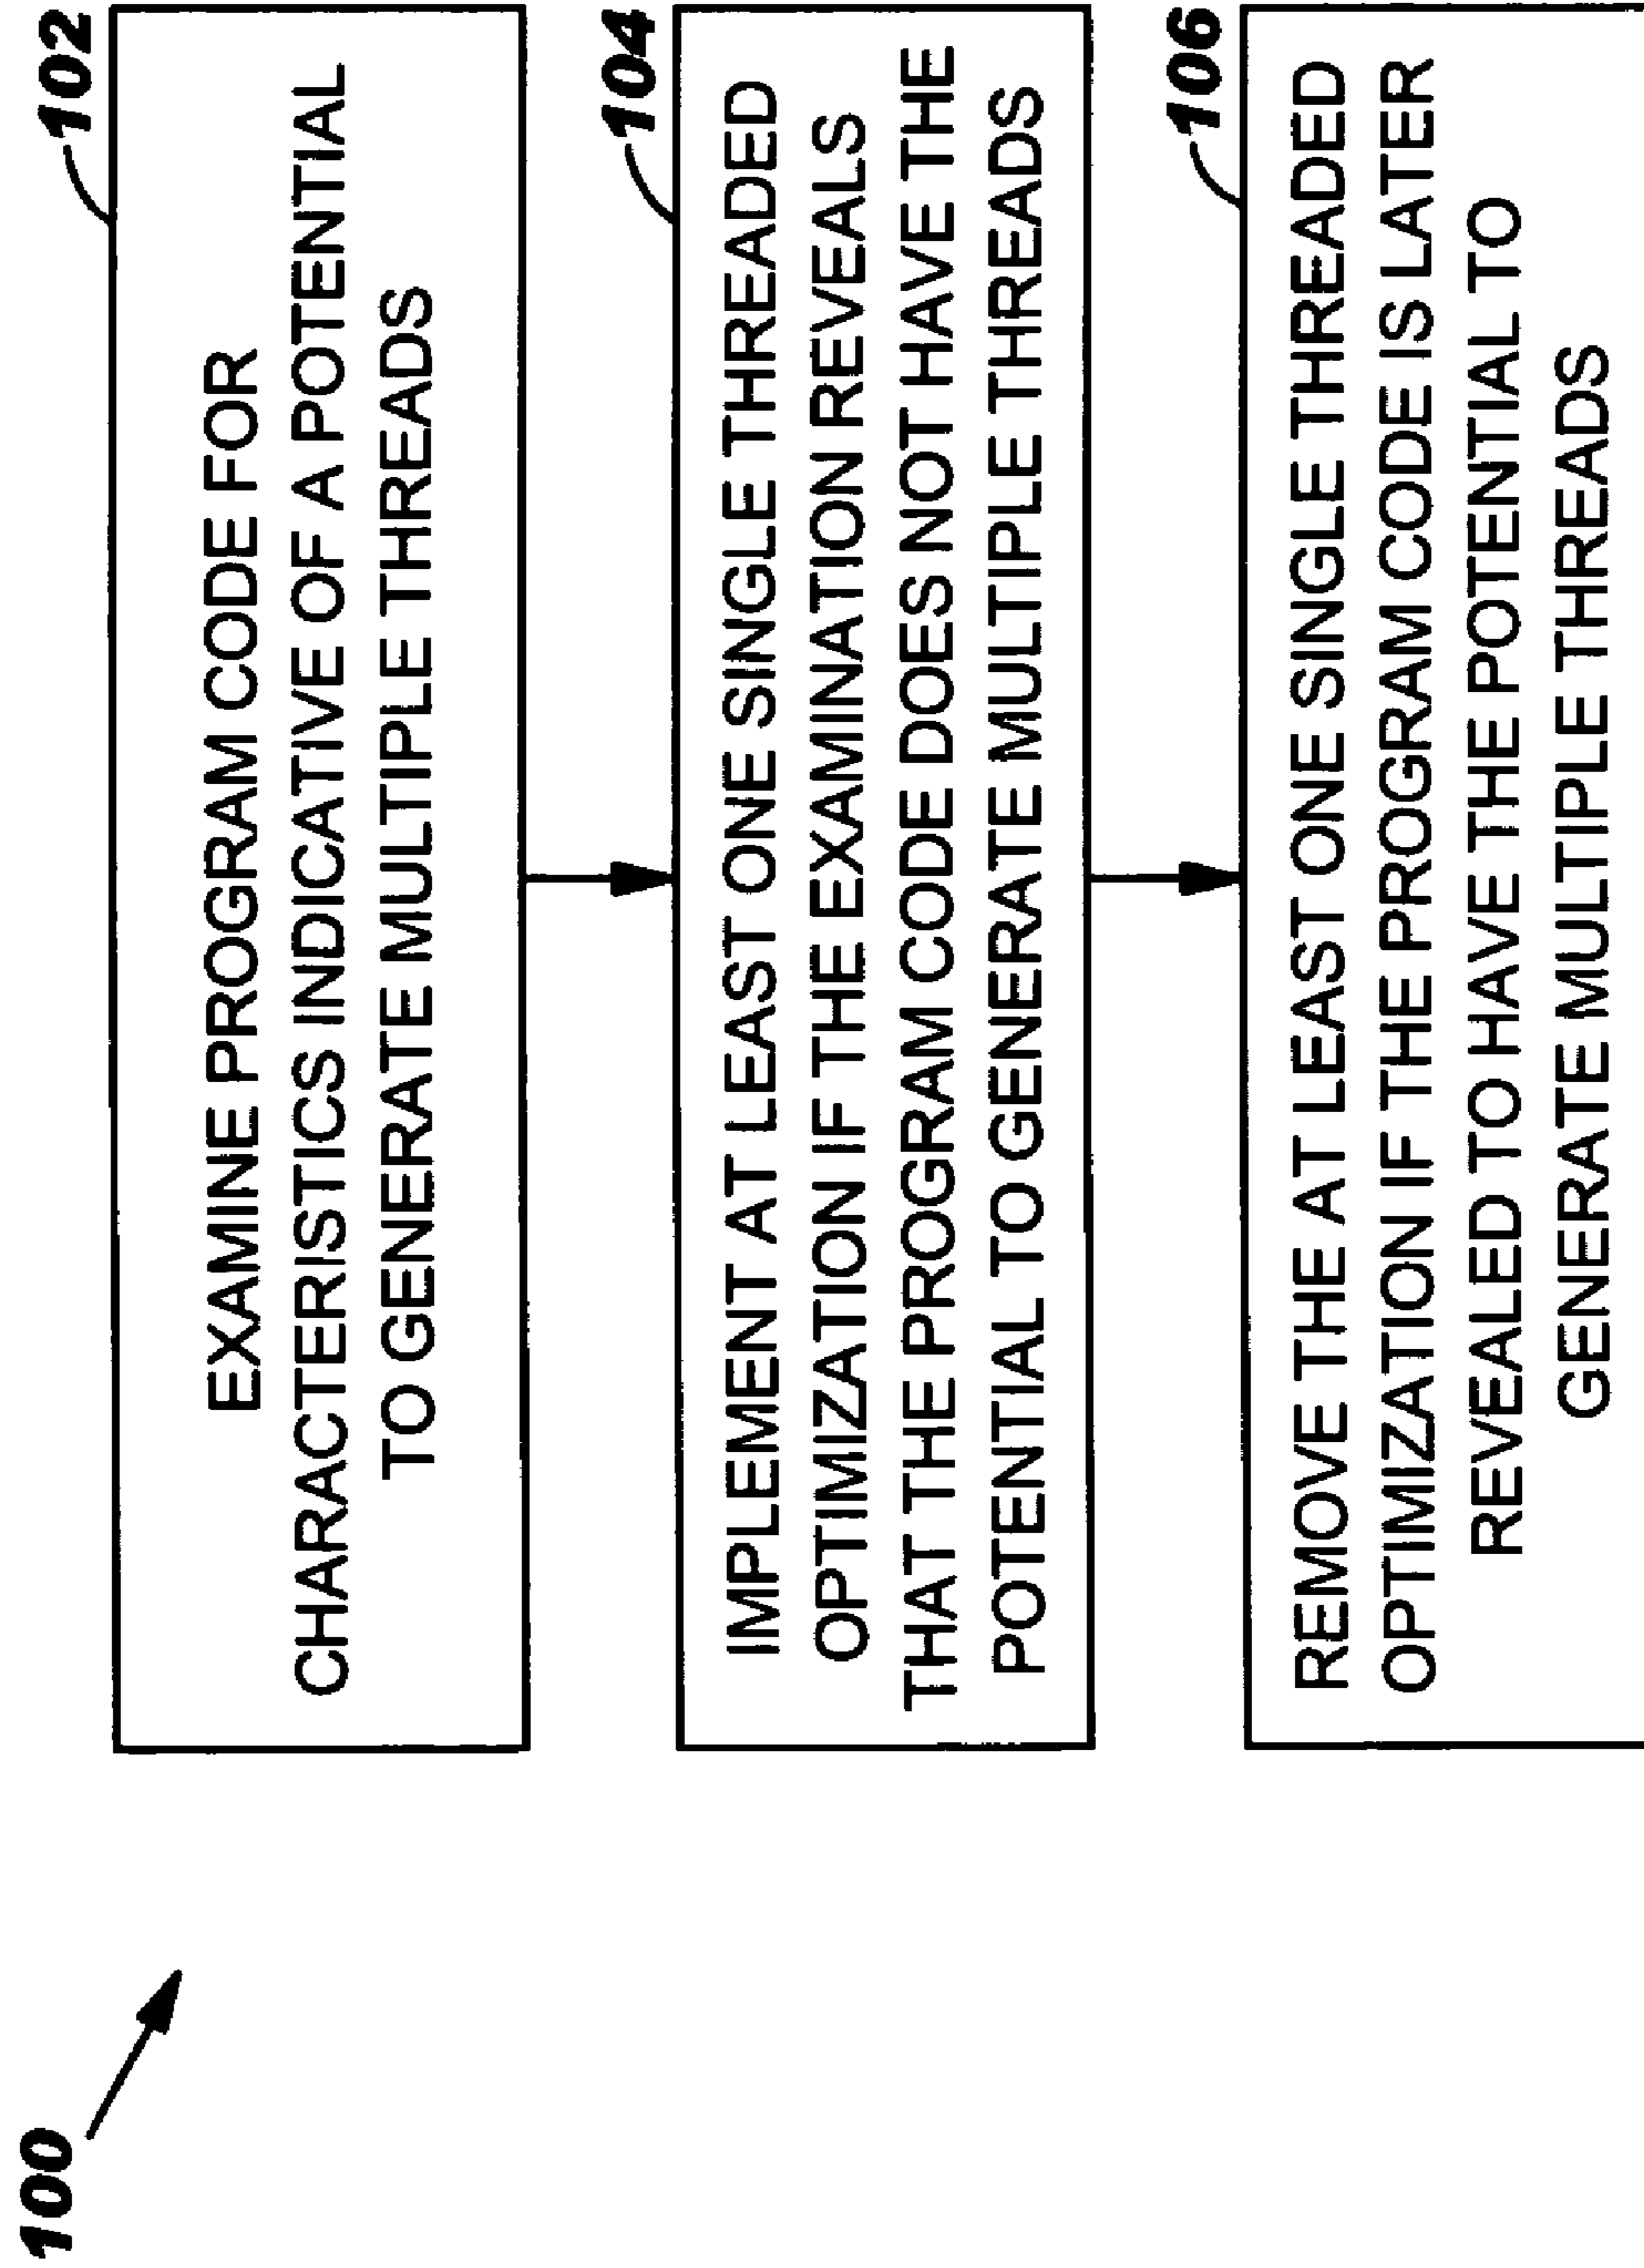 100
102
EXAMINE PROGRAM CODE FOR
CHARACTERISTICS INDICATIVE OF A POTENTIAL
TO GENERATE MULTIPLE THREADS
104
IMPLEMENT AT LEAST ONE SINGLE THREADED
OPTIMIZATION IF THE EXAMINATION REVEALS
THAT THE PROGRAM CODE DOES NOT HAVE THE
POTENTIAL TO GENERATE MULTIPLE THREADS
106
REMOVE THE AT LEAST ONE SINGLE THREADED
OPTIMIZATION IF THE PROGRAM CODE IS LATER
REVEALED TO HAVE THE POTENTIAL TO
GENERATE MULTIPLE THREADS